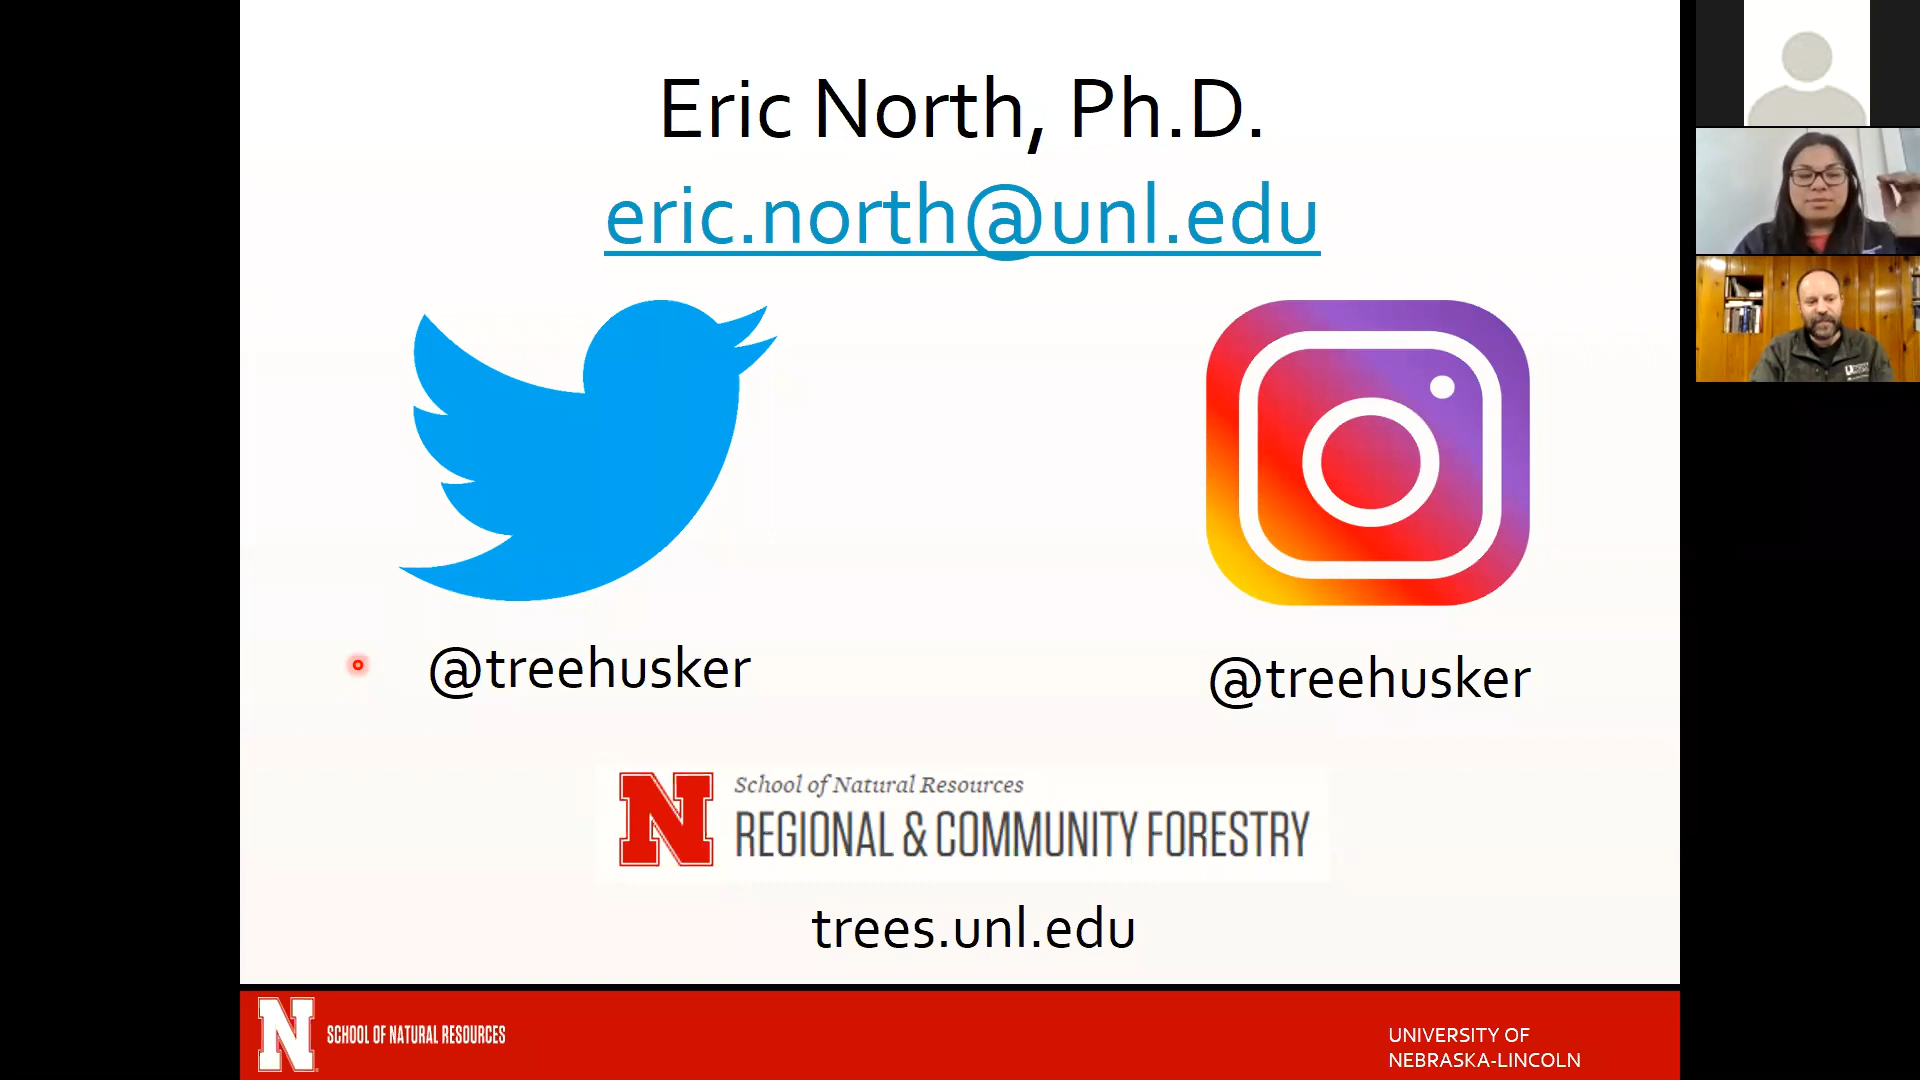 Eric North, Ph.D.
eric.north@unl.edu
@treehusker
@treehusker
School of Natural Resources
REGIONAL & COMMUNITY FORESTRY
trees.unl.edu
N SCHOOL OF NATURAL RESOURCES
UNIVERSITY OF
NEBRASKA-LINCOLN